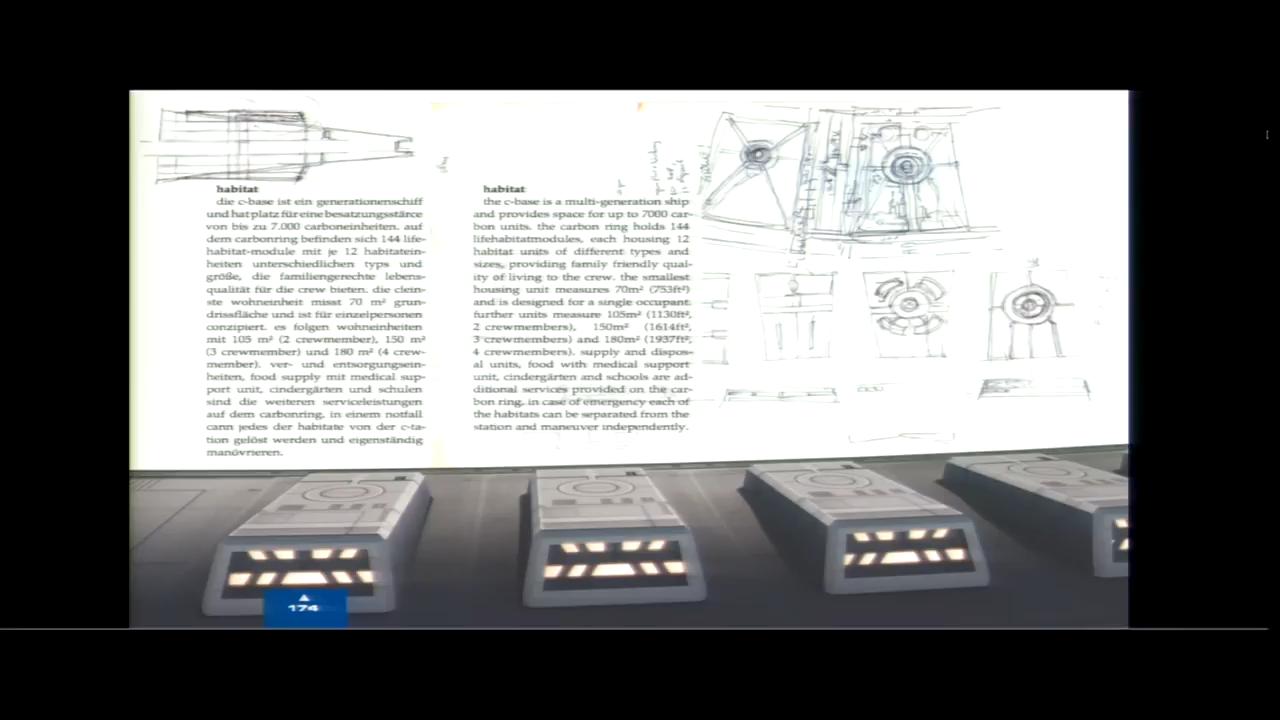 habitat
die c-base ist ein generationenschiff
und hat platz für eine besatzungsstärce
von bis zu 7.000 carboneinheiten. auf
dem carbonring befinden sich 144 life-
habitat-module mit je 12 habitatein-
heiten unterschiedlichen typs und
größe, die familiengerechte lebens-
qualität für die crew bieten. die clein-
ste wohneinheit misst 70 m² grun-
drissfläche und ist für einzelpersonen
conzipiert. es folgen wohneinheiten
mit 105 m² (2 crewmember), 150 m²
(3 crewmember) und 180 m² (4 crew-
member). ver- und entsorgungsein-
heiten, food supply mit medical sup-
port unit, cindergärten und schulen
sind die weiteren serviceleistungen
auf dem carbonring, in einem notfall
cann jedes der habitate von der c-ta-
tion gelöst werden und eigenständig
manövrieren.
habitat
the c-base is a multi-generation ship
and provides space for up to 7000 car-
bon units. the carbon ring holds 144
lifehabitatmodules, each housing 12
habitat units of different types and
sizes, providing family friendly qual-
ity of living to the crew. the smallest
housing unit measures 70m² (753ft²)
and is designed for a single occupant.
further units measure 105m² (1130ft²,
2 crewmembers), 150m² (1614ft²,
3 crewmembers) and 180m² (1937ft²,
4 crewmembers). supply and dispos-
al units, food with medical support
unit, cindergärten and schools are ad-
ditional services provided on the car-
bon ring, in case of emergency each of
the habitats can be separated from the
station and maneuver independently.
174